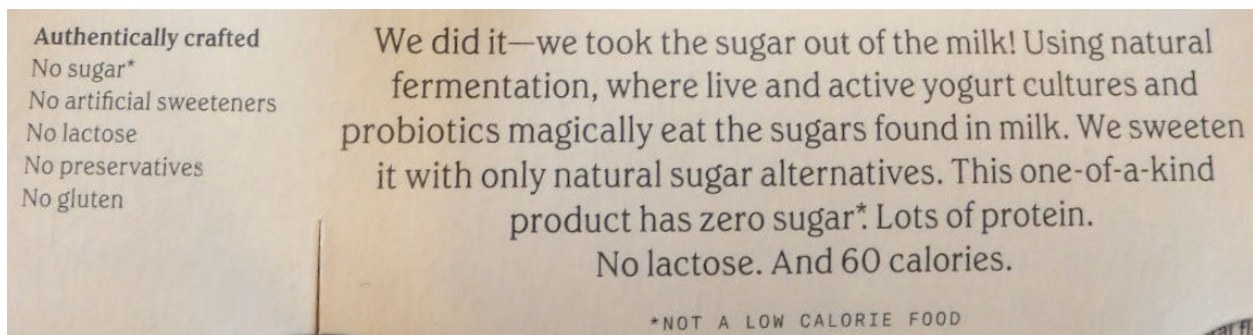 Authentically crafted
No sugar*
No artificial sweeteners
No lactose
No preservatives
No gluten
We did it—we took the sugar out of the milk! Using natural
fermentation, where live and active yogurt cultures and
probiotics magically eat the sugars found in milk. We sweeten
it with only natural sugar alternatives. This one-of-a-kind
product has zero sugar*. Lots of protein.
No lactose. And 60 calories.
*NOT A LOW CALORIE FOOD